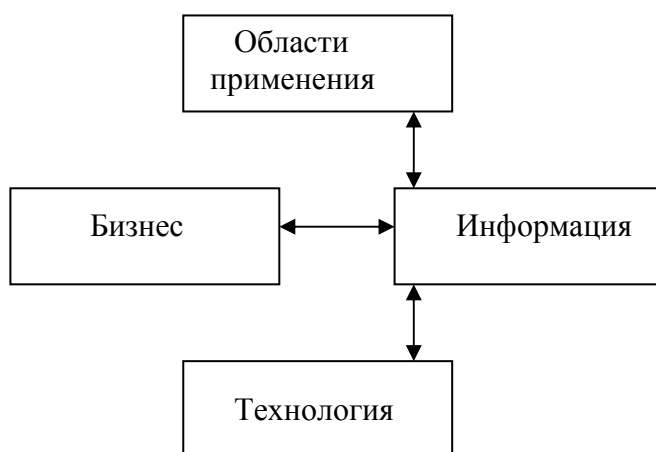 Области
применения
Бизнес
Информация
Технология